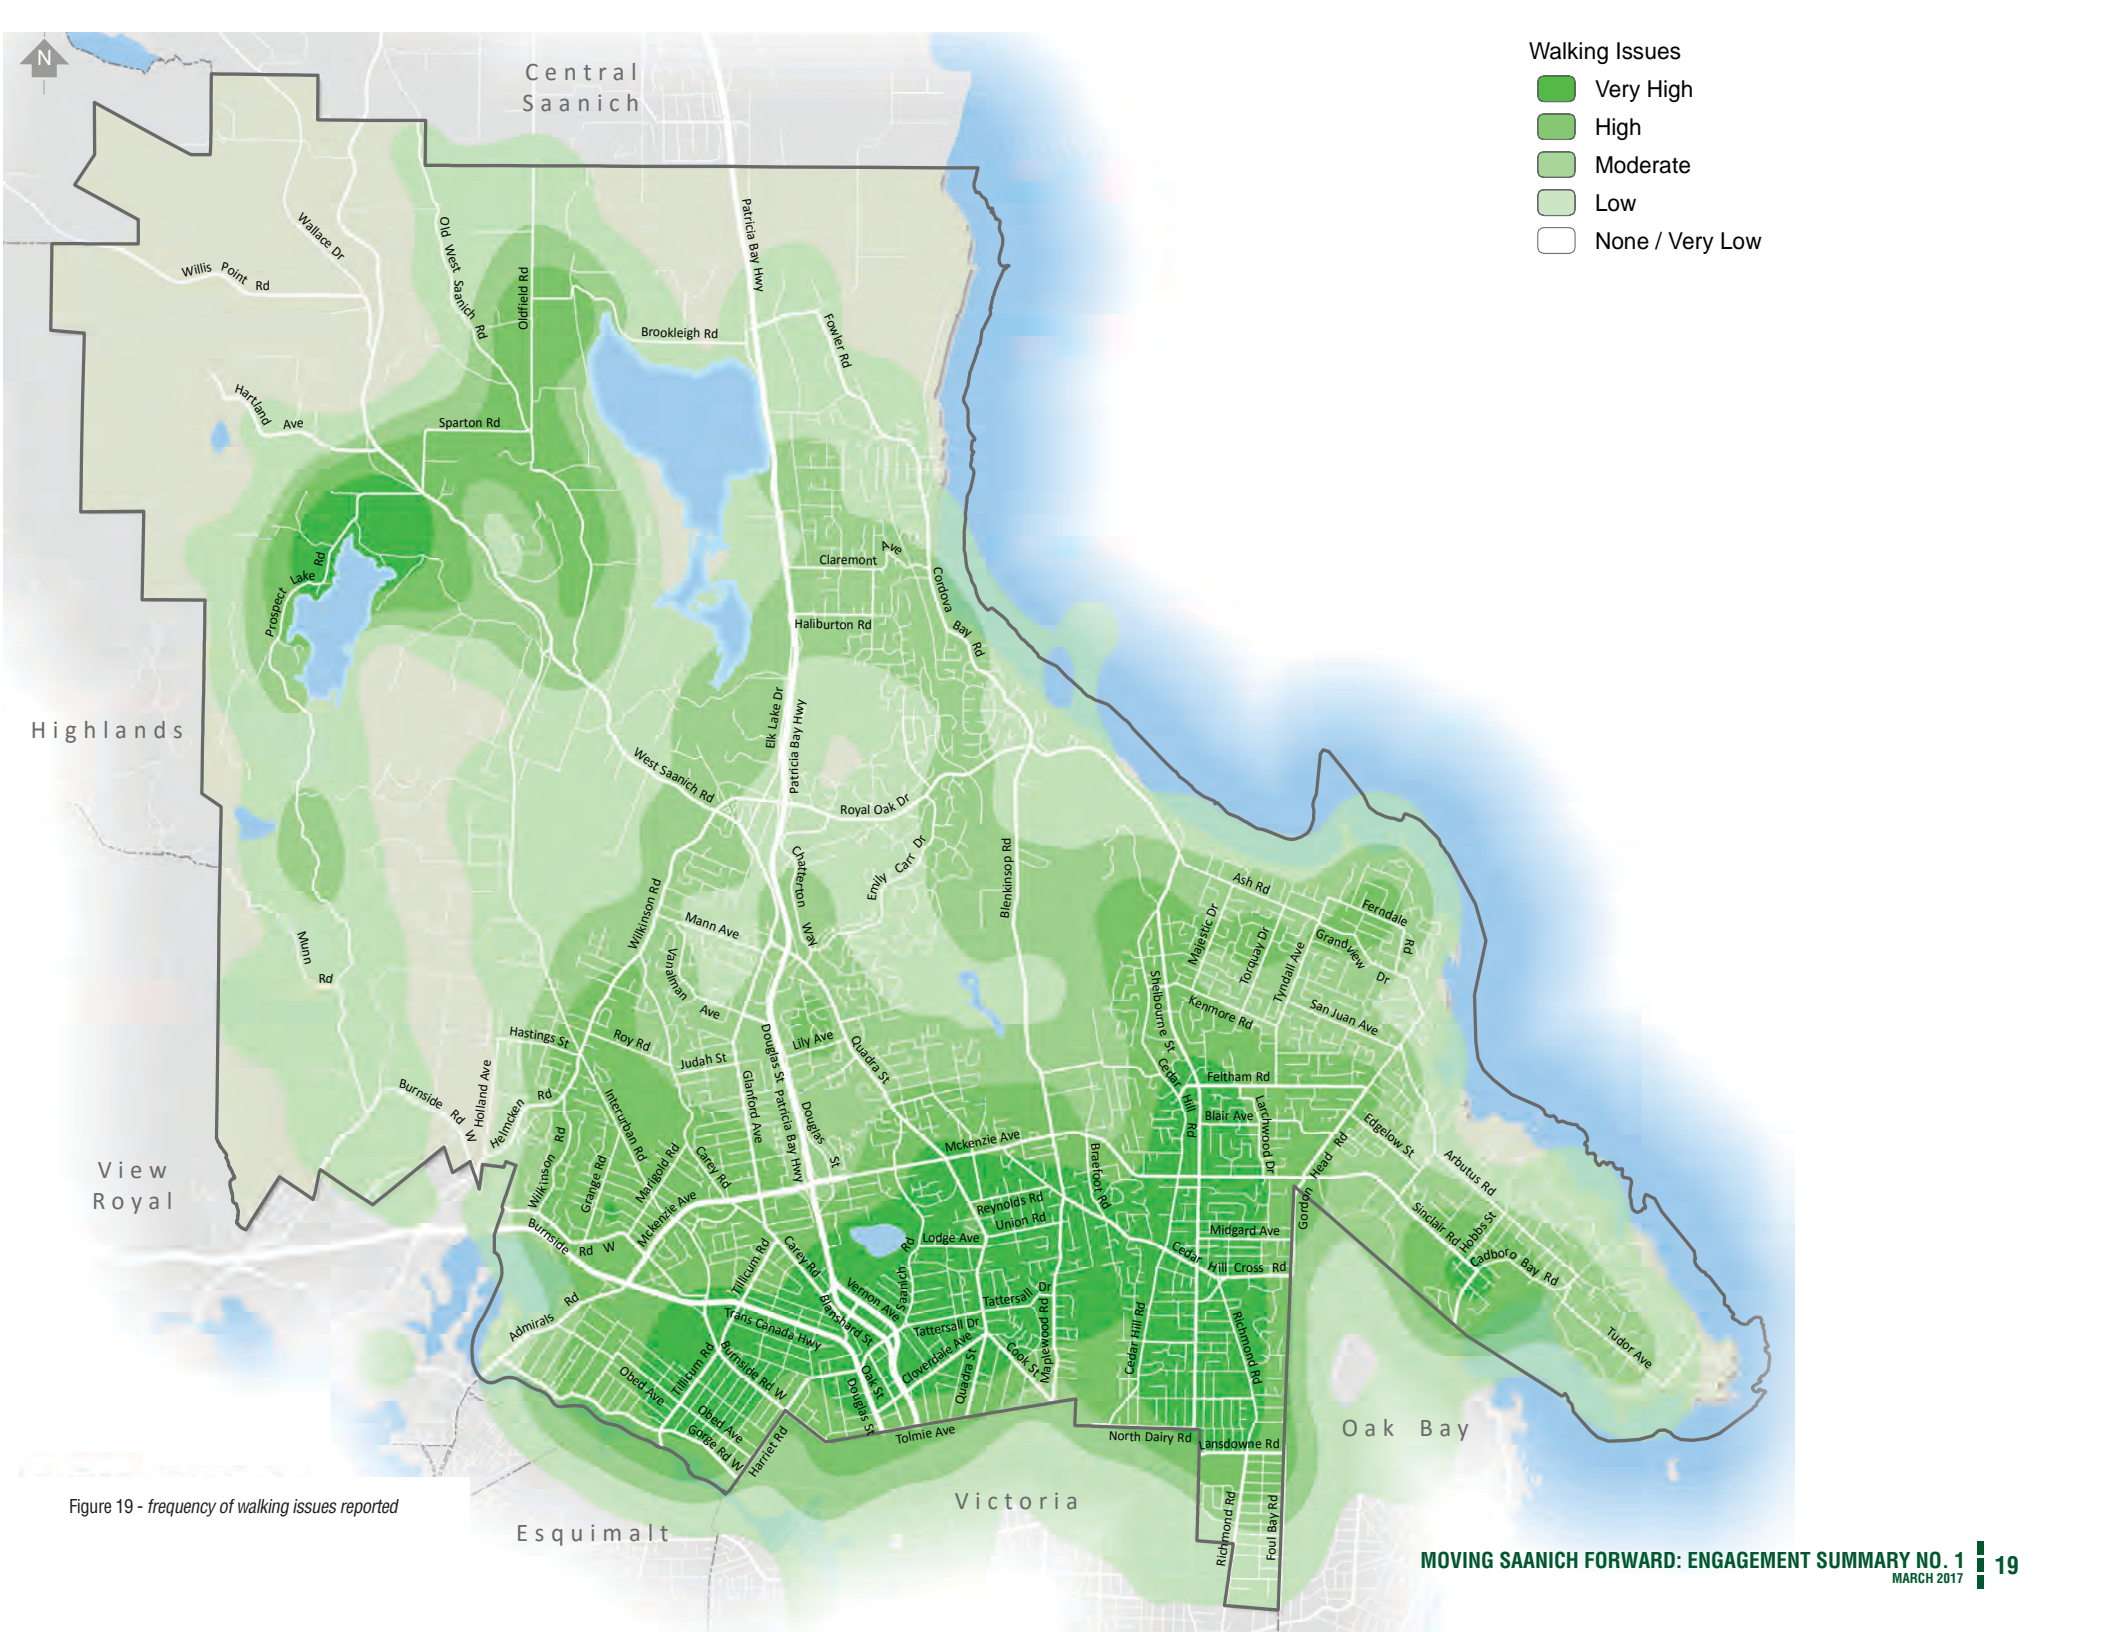 N
Central
Saanich
Walking Issues
Very High
High
Moderate
Low
None / Very Low
Wallace Dr
Willis Point Rd
Old West Saanich Rd
Oldfield Rd
Patricia Bay Hwy
Brookleigh Rd
Fowler Rd
Hartland Ave
Sparton Rd
Prospect Lake Rd
Claremont Ave
Cordova Bay Rd
Haliburton Rd
Highlands
Elk Lake Dr
Patricia Bay Hwy
West Saanich Rd
Royal Oak Dr
Emily Carr Dr
Chatterton Way
Blenkinsop Rd
Wilkinson Rd
Mann Ave
Vanalman Ave
Ash Rd
Ferndale Rd
Majestic Dr
Torquay Dr
Tyndall Ave
Grandview Dr
Munn Rd
Shelbourne St
Kenmore Rd
San Juan Ave
Hastings St
Roy Rd
Judah St
Lily Ave
Quadra St
Douglas St
Glanford Ave
Patricia Bay Hwy
Douglas St
Burnside Rd W
Holland Ave
Helmcken Rd
Interurban Rd
Cedar Hill Rd
Feltham Rd
Blair Ave
Larchwood Dr
Edgelow St
Mckenzie Ave
Braefoot Rd
Gordon Head Rd
Arbutus Rd
View
Royal
Wilkinson Rd
Grange Rd
Marigold Rd
Carey Rd
Mckenzie Ave
Reynolds Rd
Union Rd
Lodge Ave
Midgard Ave
Sinclair Rd
Hobbs St
Cadboro Bay Rd
Burnside Rd W
Tillicum Rd
Carey Rd
Vernon Ave
Saanich Rd
Cedar Hill Cross Rd
Admirals Rd
Trans Canada Hwy
Blanshard St
Tattersall Dr
Tattersall Dr
Maplewood Rd
Cedar Hill Rd
Richmond Rd
Tudor Ave
Obed Ave
Tillicum Rd
Burnside Rd W
Oak St
Douglas St
Cloverdale Ave
Quadra St
Cook St
Obed Ave
Gorge Rd W
Harriet Rd
Tolmie Ave
North Dairy Rd
Lansdowne Rd
Oak Bay
Richmond Rd
Foul Bay Rd
Victoria
Esquimalt
Figure 19 - frequency of walking issues reported
MOVING SAANICH FORWARD: ENGAGEMENT SUMMARY NO. 1
MARCH 2017
19